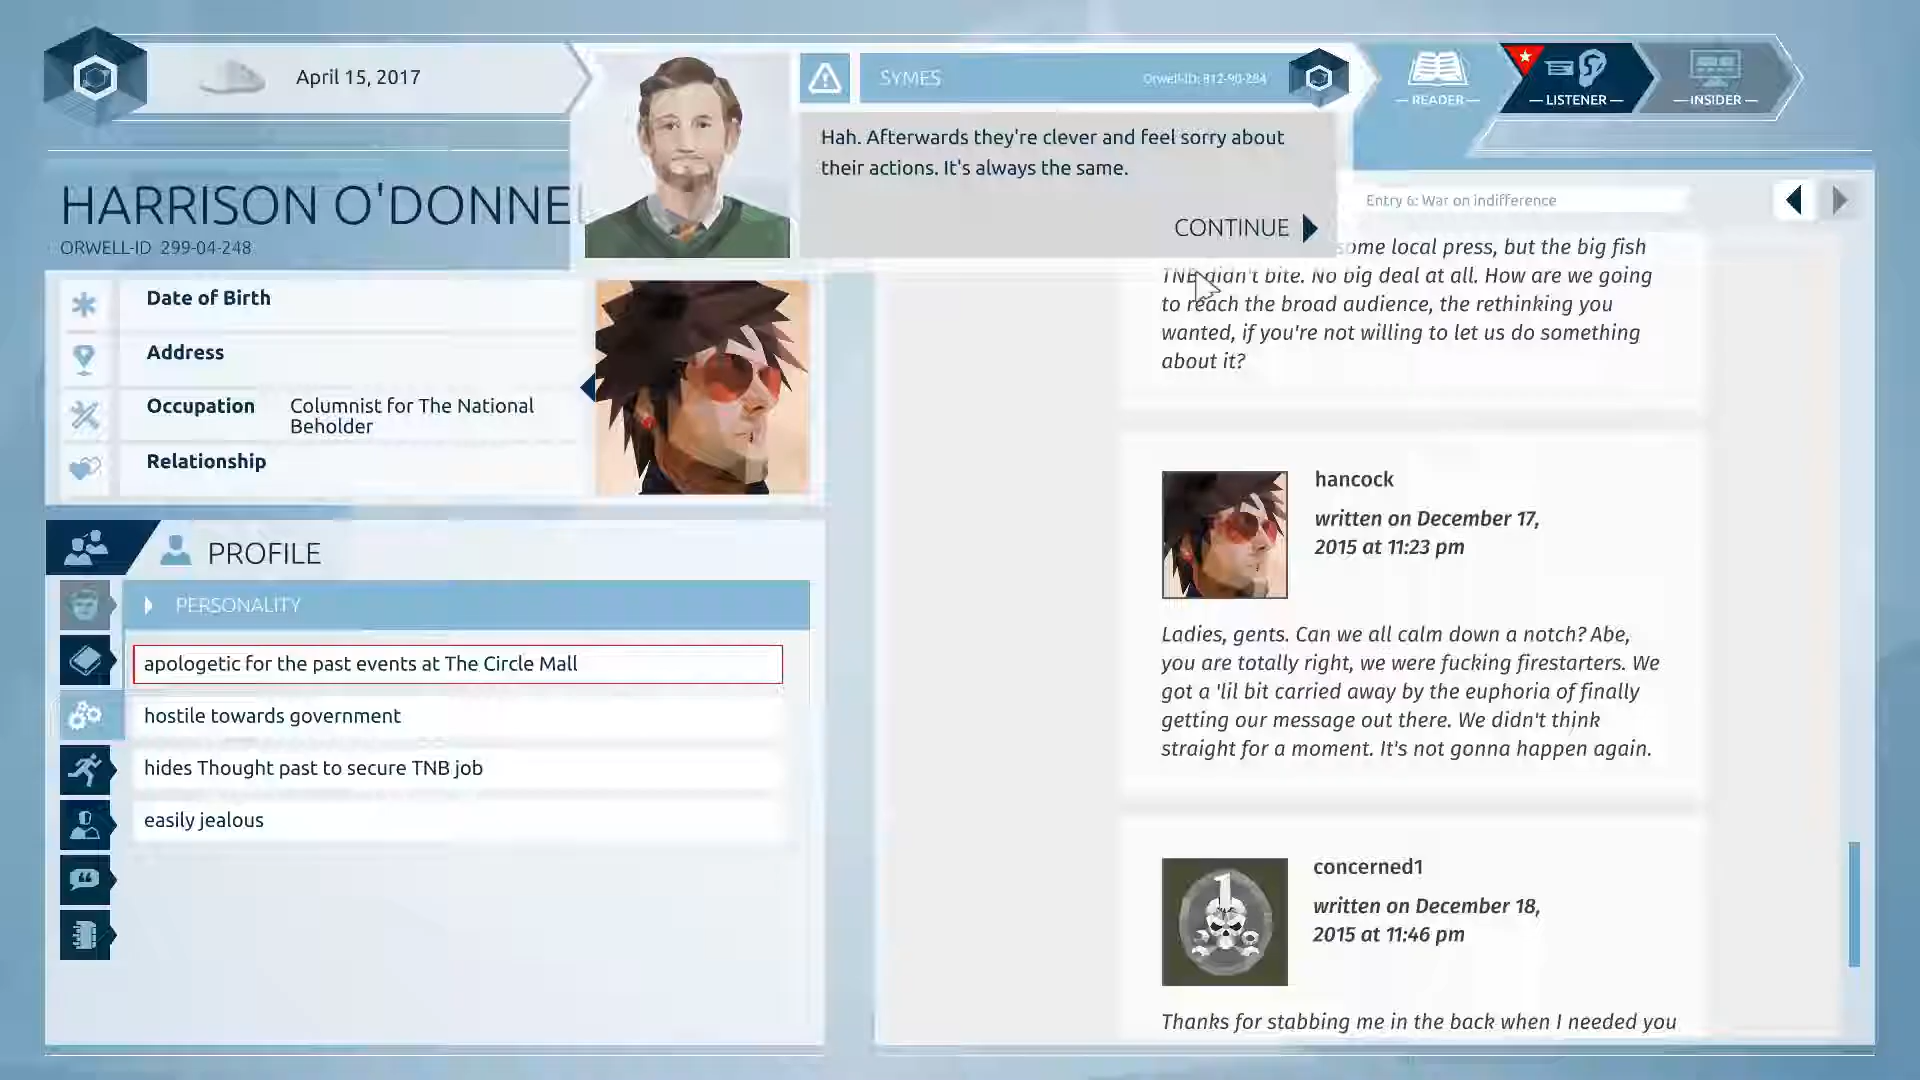 April 15, 2017
SYMES
Orwell-ID: 812-90-284
Hah. Afterwards they're clever and feel sorry about
their actions. It's always the same.
CONTINUE
READER
LISTENER
INSIDER
HARRISON O'DONNE
ORWELL-ID 299-04-248
Date of Birth
Address
Occupation
Columnist for The National
Beholder
Relationship
PROFILE
PERSONALITY
apologetic for the past events at The Circle Mall
hostile towards government
hides Thought past to secure TNB job
easily jealous
Entry 6: War on indifference
some local press, but the big fish
TNB didn't bite. No big deal at all. How are we going
to reach the broad audience, the rethinking you
wanted, if you're not willing to let us do something
about it?
hancock
written on December 17,
2015 at 11:23 pm
Ladies, gents. Can we all calm down a notch? Abe,
you are totally right, we were fucking firestarters. We
got a 'lil bit carried away by the euphoria of finally
getting our message out there. We didn't think
straight for a moment. It's not gonna happen again.
concerned1
written on December 18,
2015 at 11:46 pm
Thanks for stabbing me in the back when I needed you